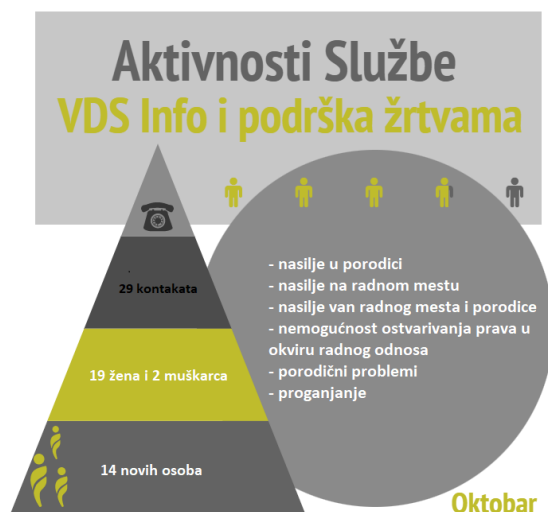 Aktivnosti Službe
VDS Info i podrška žrtvama
29 kontakata
19 žena i 2 muškarca
14 novih osoba
- nasilje u porodici
- nasilje na radnom mestu
- nasilje van radnog mesta i porodice
- nemogućnost ostvarivanja prava u
okviru radnog odnosa
- porodični problemi
- proganjanje
Oktobar